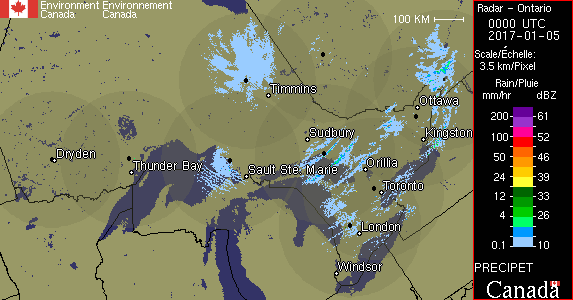 Environment Environnement
Canada Canada
100 KM
Timmins
Ottawa
Sudbury
Kingston
Dryden
Thunder Bay
Sault Ste. Marie
Orillia
Toronto
London
Windsor
Radar - Ontario
0000 UTC
2017-01-05
Scale/Échelle:
3.5 km/Pixel
Rain/Pluie
mm/hr dBZ
200 61
100 52
50 46
24 39
12 33
4 26
1 18
0.1 10
PRECIPET
Canada